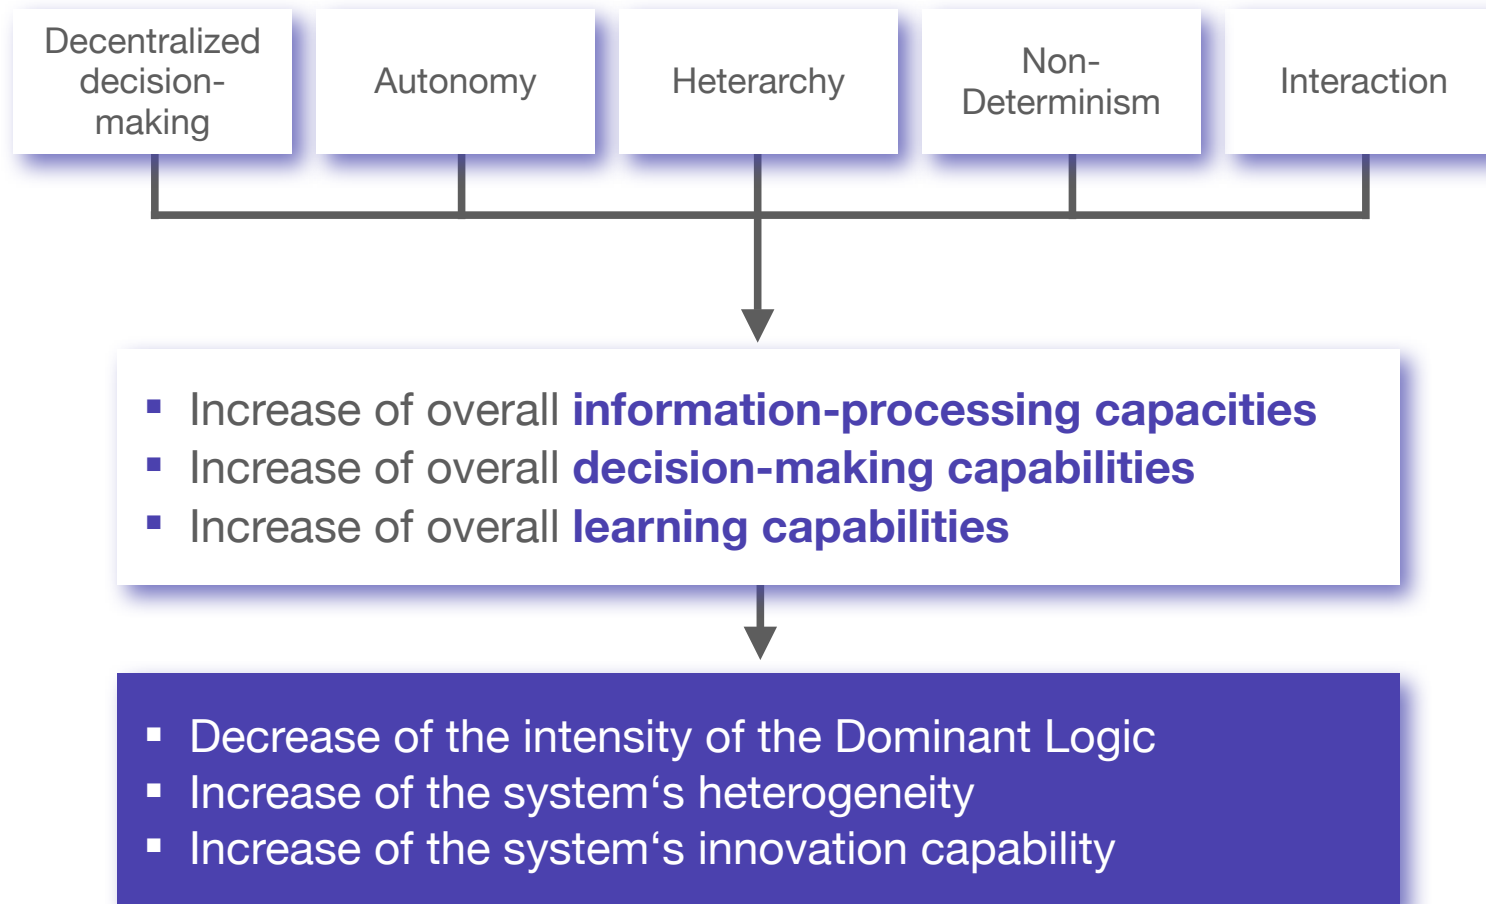 Decentralized
decision-
making
Autonomy
Heterarchy
Non-
Determinism
Interaction
▪ Increase of overall information-processing capacities
▪ Increase of overall decision-making capabilities
▪ Increase of overall learning capabilities
▪ Decrease of the intensity of the Dominant Logic
▪ Increase of the system‘s heterogeneity
▪ Increase of the system‘s innovation capability